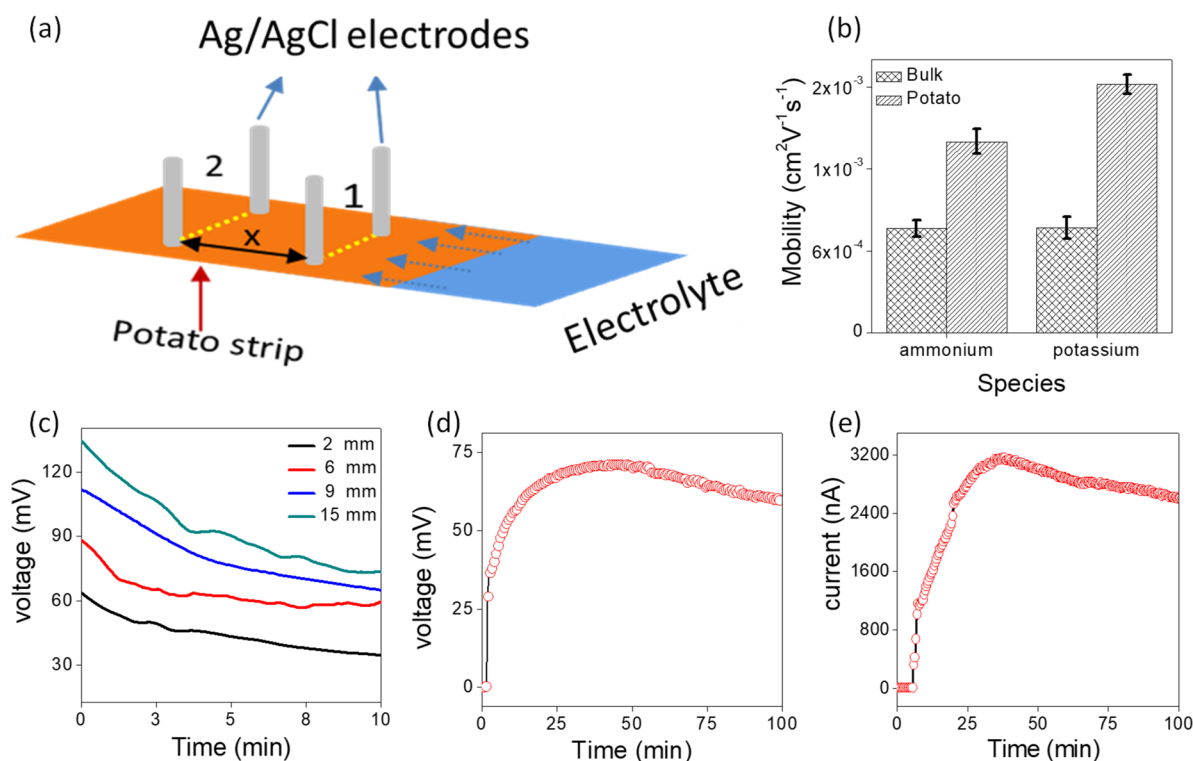 (a)
Ag/AgCl electrodes
2
1
x
Potato strip
Electrolyte
(b)
Bulk
Potato
2x10⁻³
1x10⁻³
6x10⁻⁴
0
Mobility (cm²V⁻¹s⁻¹)
ammonium
potassium
Species
(c)
2 mm
6 mm
9 mm
15 mm
120
90
60
30
voltage (mV)
0
3
5
8
10
Time (min)
(d)
75
50
25
0
voltage (mV)
0
25
50
75
100
Time (min)
(e)
3200
2400
1600
800
0
current (nA)
0
25
50
75
100
Time (min)